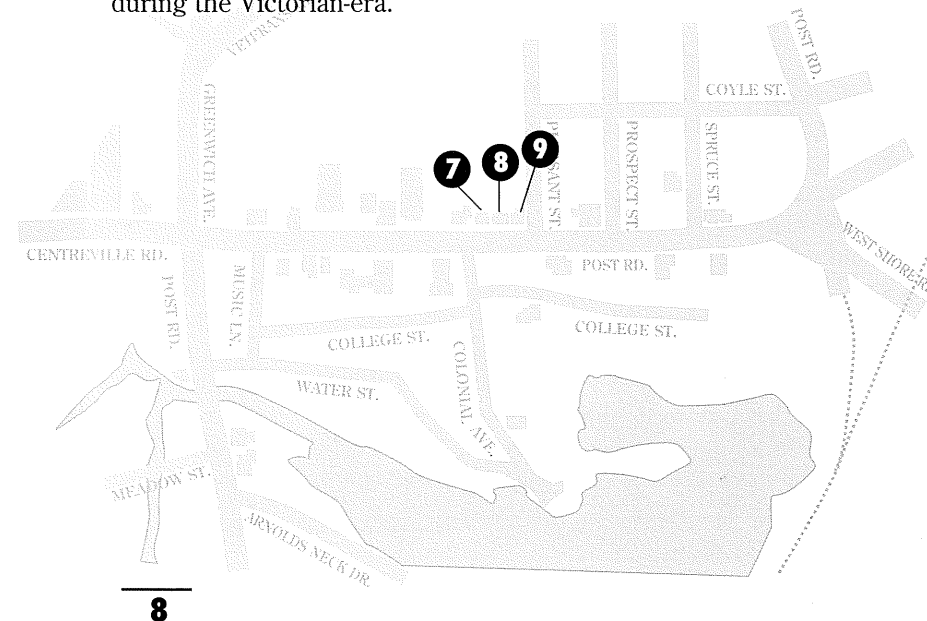 during the Victorian-era.
VETERANS
POST RD.
GREENWICH AVE.
COYLE ST.
7
8
9
PROSPECT ST.
SPRUCE ST.
CENTREVILLE RD.
POST RD.
WEST SHORE
POST RD.
MUSIC LN.
COLLEGE ST.
COLLEGE ST.
COLONIAL AVE.
WATER ST.
MEADOW ST.
ARNOLDS NECK DR.
8